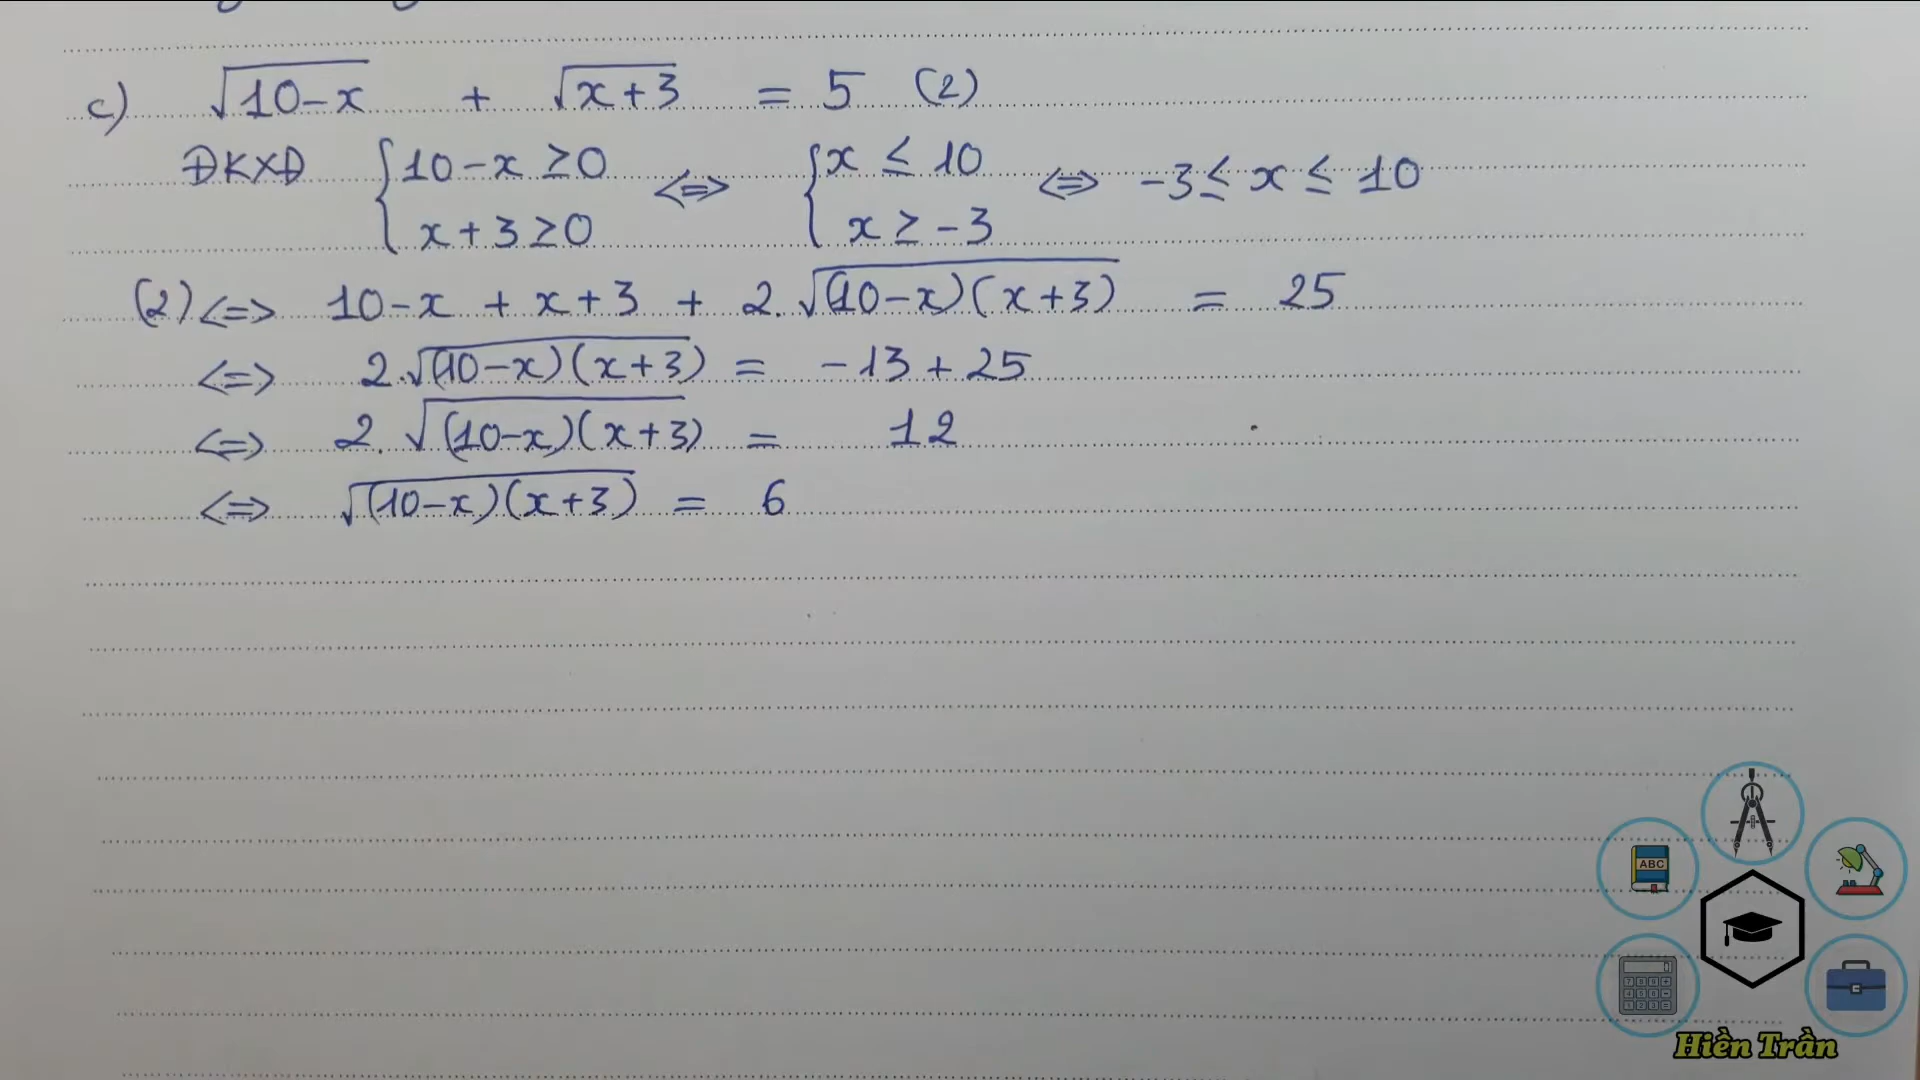 c) √(10-x) + √(x+3) = 5 (2)
ĐKXĐ { 10-x ≥ 0 <=> { x ≤ 10 <=> -3 ≤ x ≤ 10
x+3 ≥ 0 x ≥ -3
(2) <=> 10-x + x+3 + 2.√((10-x)(x+3)) = 25
<=> 2.√((10-x)(x+3)) = -13 + 25
<=> 2.√((10-x)(x+3)) = 12
<=> √((10-x)(x+3)) = 6
ABC
Hiền Trần